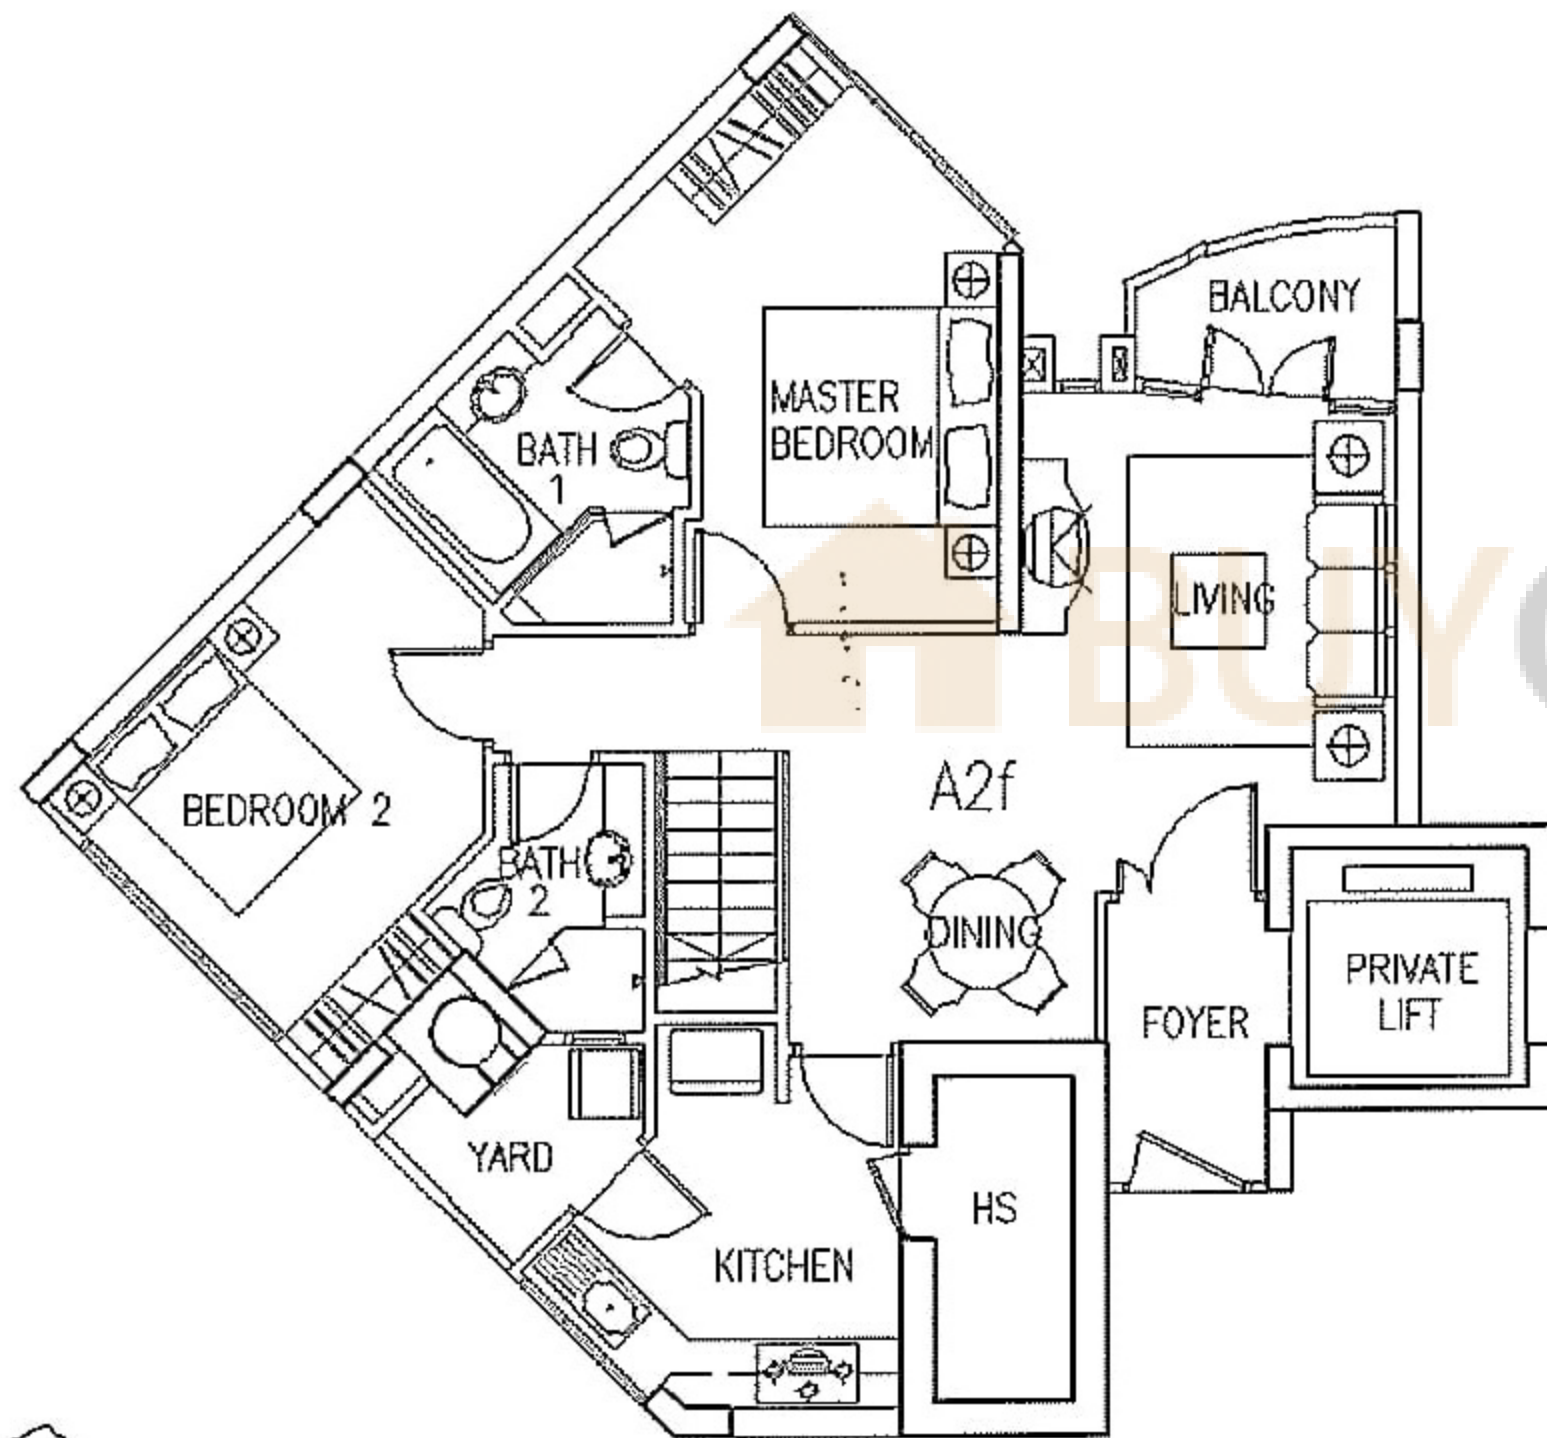 BALCONY
MASTER
BEDROOM
BATH
1
LIVING
BUY
A2f
BEDROOM 2
BATH
2
DINING
PRIVATE
LIFT
FOYER
YARD
HS
KITCHEN